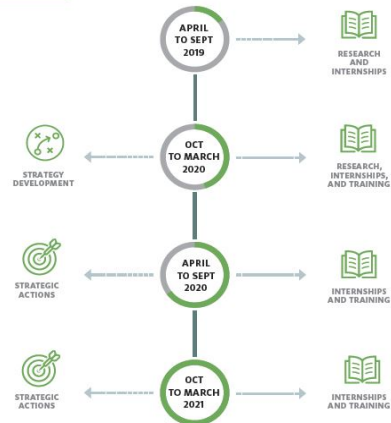 APRIL
TO SEPT
2019
RESEARCH
AND
INTERNSHIPS
OCT
TO MARCH
2020
STRATEGY
DEVELOPMENT
RESEARCH,
INTERNSHIPS,
AND TRAINING
APRIL
TO SEPT
2020
STRATEGIC
ACTIONS
INTERNSHIPS
AND TRAINING
OCT
TO MARCH
2021
STRATEGIC
ACTIONS
INTERNSHIPS
AND TRAINING